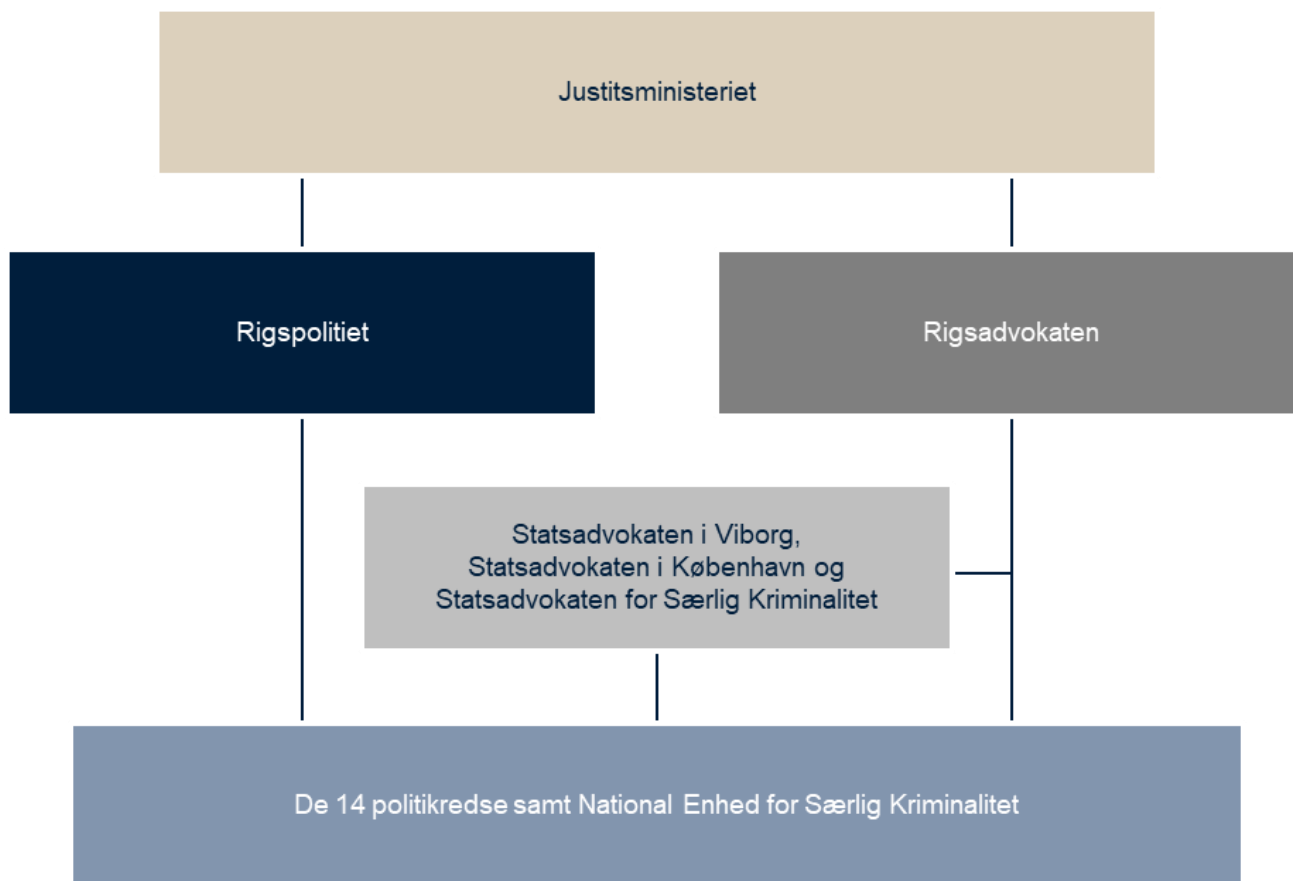 Justitsministeriet
Rigspolitiet
Rigsadvokaten
Statsadvokaten i Viborg,
Statsadvokaten i København og
Statsadvokaten for Særlig Kriminalitet
De 14 politikredse samt National Enhed for Særlig Kriminalitet